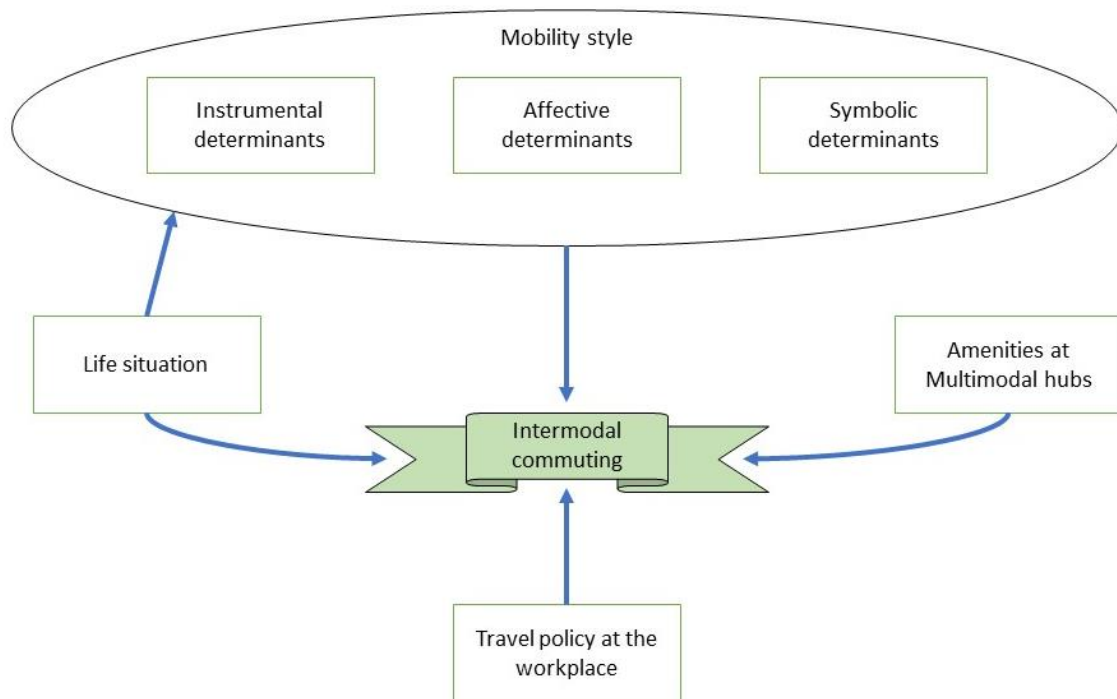 Mobility style
Instrumental
determinants
Affective
determinants
Symbolic
determinants
Life situation
Amenities at
Multimodal hubs
Intermodal
commuting
Travel policy at the
workplace